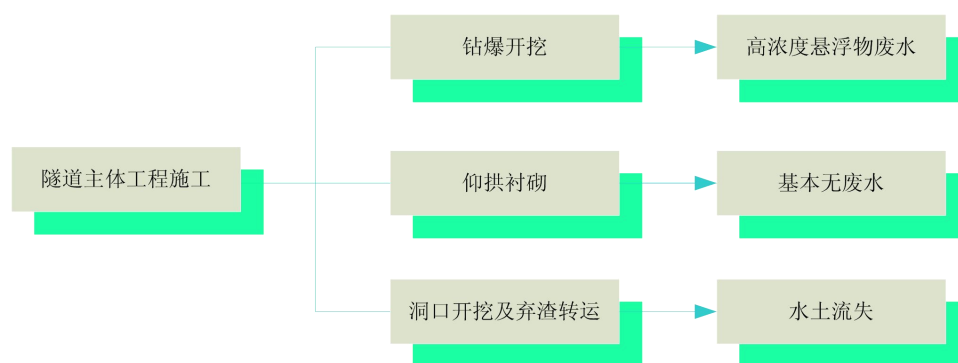 钻爆开挖
高浓度悬浮物废水
隧道主体工程施工
仰拱衬砌
基本无废水
洞口开挖及弃渣转运
水土流失